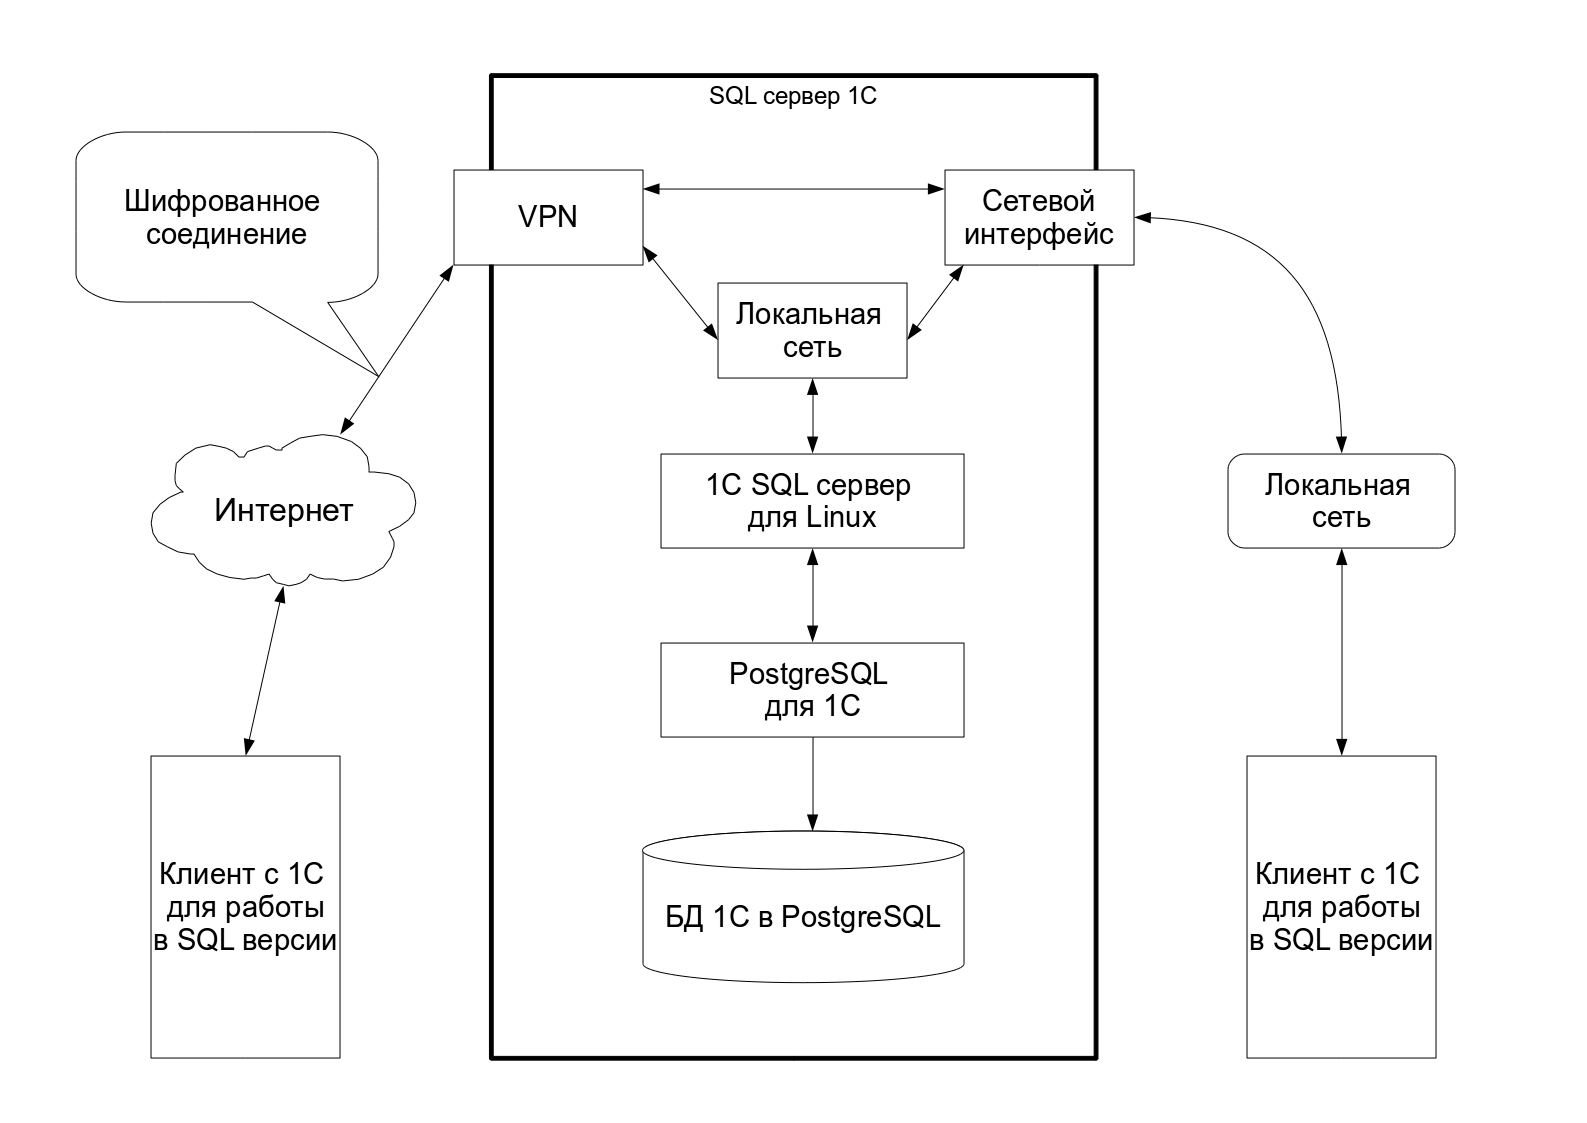 SQL сервер 1С
Шифрованное
соединение
VPN
Сетевой
интерфейс
Локальная
сеть
Интернет
1С SQL сервер
для Linux
Локальная
сеть
PostgreSQL
для 1С
Клиент с 1С
для работы
в SQL версии
БД 1С в PostgreSQL
Клиент с 1С
для работы
в SQL версии